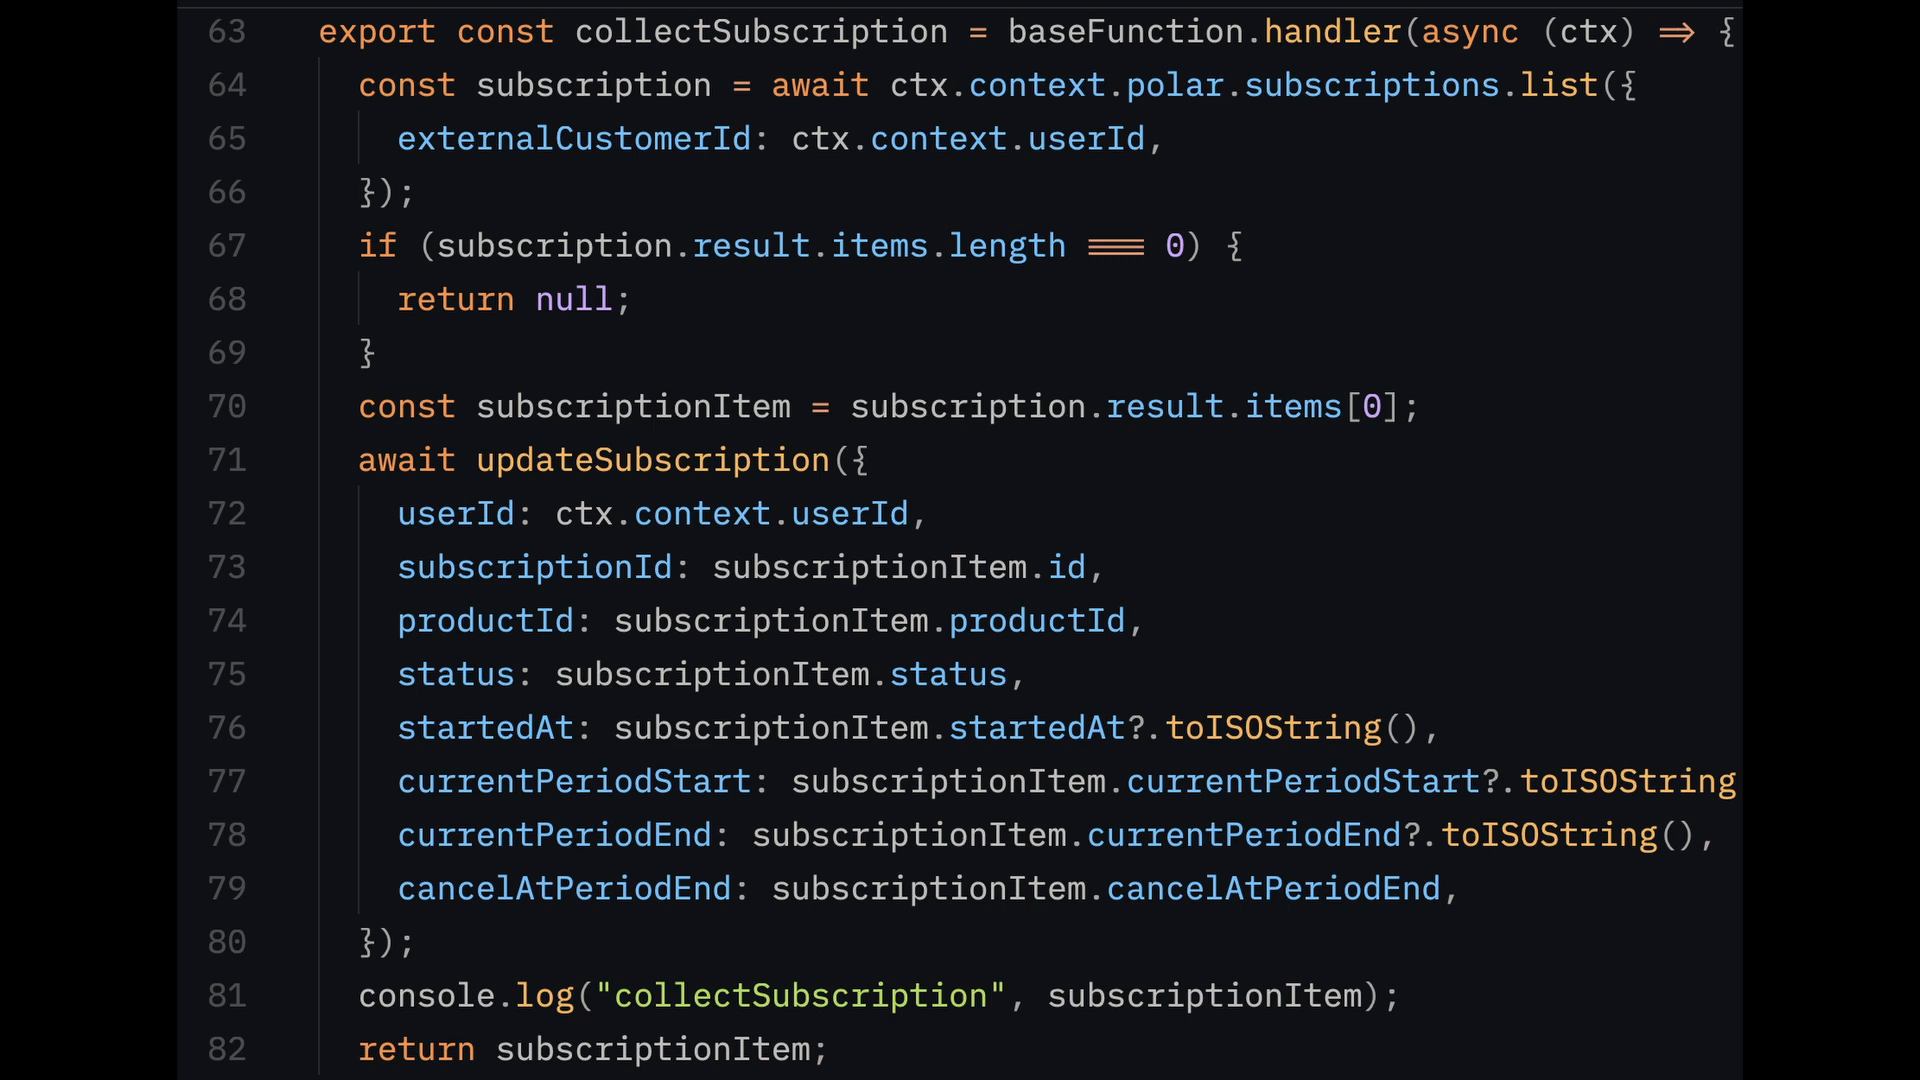 63 export const collectSubscription = baseFunction.handler(async (ctx) => {
64 const subscription = await ctx.context.polar.subscriptions.list({
65 externalCustomerId: ctx.context.userId,
66 });
67 if (subscription.result.items.length === 0) {
68 return null;
69 }
70 const subscriptionItem = subscription.result.items[0];
71 await updateSubscription({
72 userId: ctx.context.userId,
73 subscriptionId: subscriptionItem.id,
74 productId: subscriptionItem.productId,
75 status: subscriptionItem.status,
76 startedAt: subscriptionItem.startedAt?.toISOString(),
77 currentPeriodStart: subscriptionItem.currentPeriodStart?.toISOString
78 currentPeriodEnd: subscriptionItem.currentPeriodEnd?.toISOString(),
79 cancelAtPeriodEnd: subscriptionItem.cancelAtPeriodEnd,
80 });
81 console.log("collectSubscription", subscriptionItem);
82 return subscriptionItem;